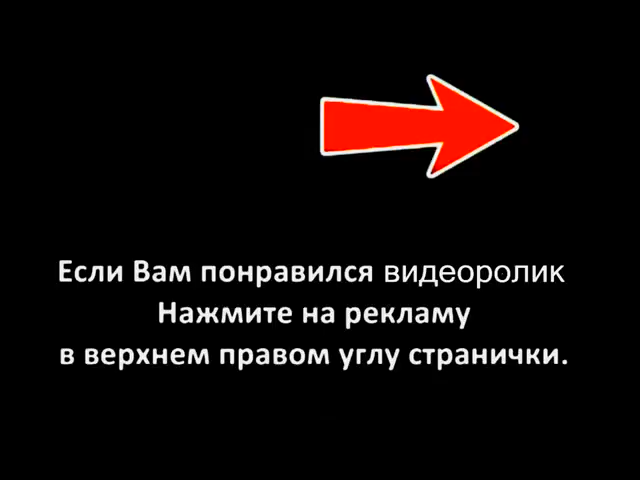 Если Вам понравился видеоролик
Нажмите на рекламу
в верхнем правом углу странички.